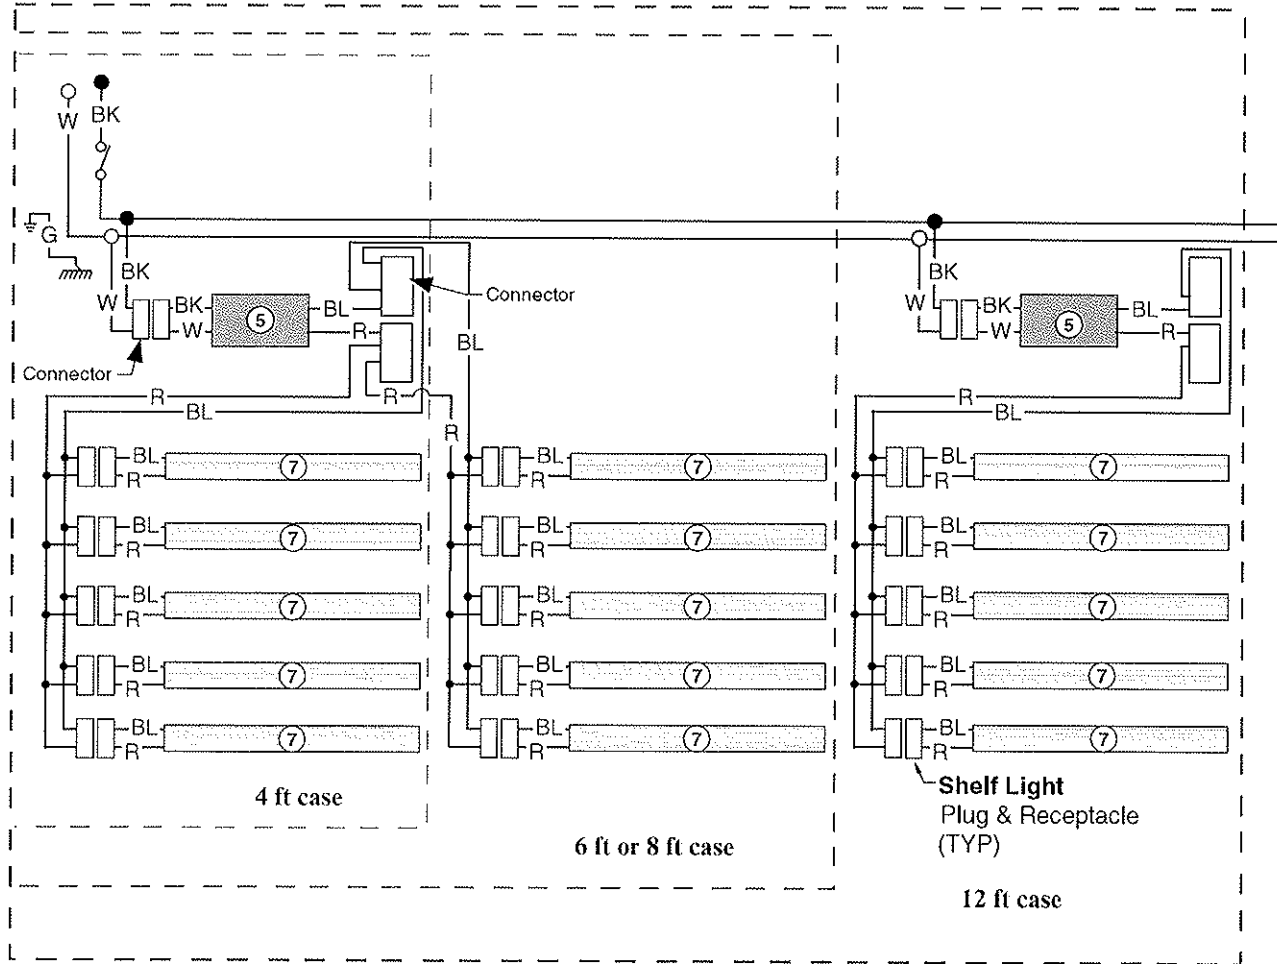 W
BK
G
BK
BK
W
BK
BL
Connector
W
BK
BL
5
W
R
BL
W
5
R
Connector
R
R
R
BL
BL
R
BL
7
R
BL
7
R
BL
7
R
BL
7
R
BL
7
R
BL
7
R
BL
7
R
BL
7
R
BL
7
R
BL
7
R
BL
7
R
BL
7
R
BL
7
R
BL
7
R
BL
7
R
Shelf Light
Plug & Receptacle
(TYP)
4 ft case
6 ft or 8 ft case
12 ft case